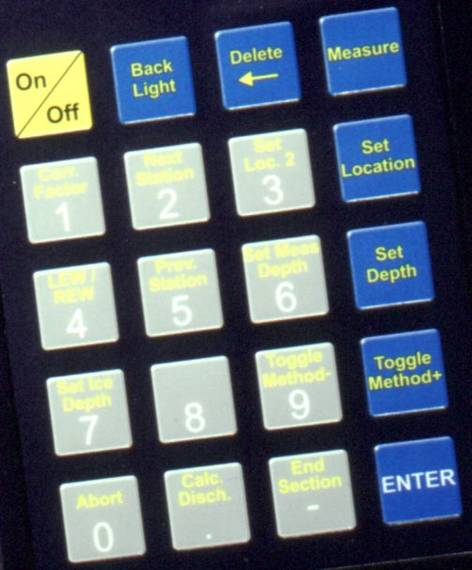 On
Off
Back
Light
Delete
←
Measure
Corr.
Factor
1
Next
Station
2
Set
Loc. 2
3
Set
Location
LEW /
REW
4
Prev.
Station
5
Set Meas
Depth
6
Set
Depth
Set Ice
Depth
7
8
Toggle
Method-
9
Toggle
Method+
Abort
0
Calc.
Disch.
.
End
Section
-
ENTER